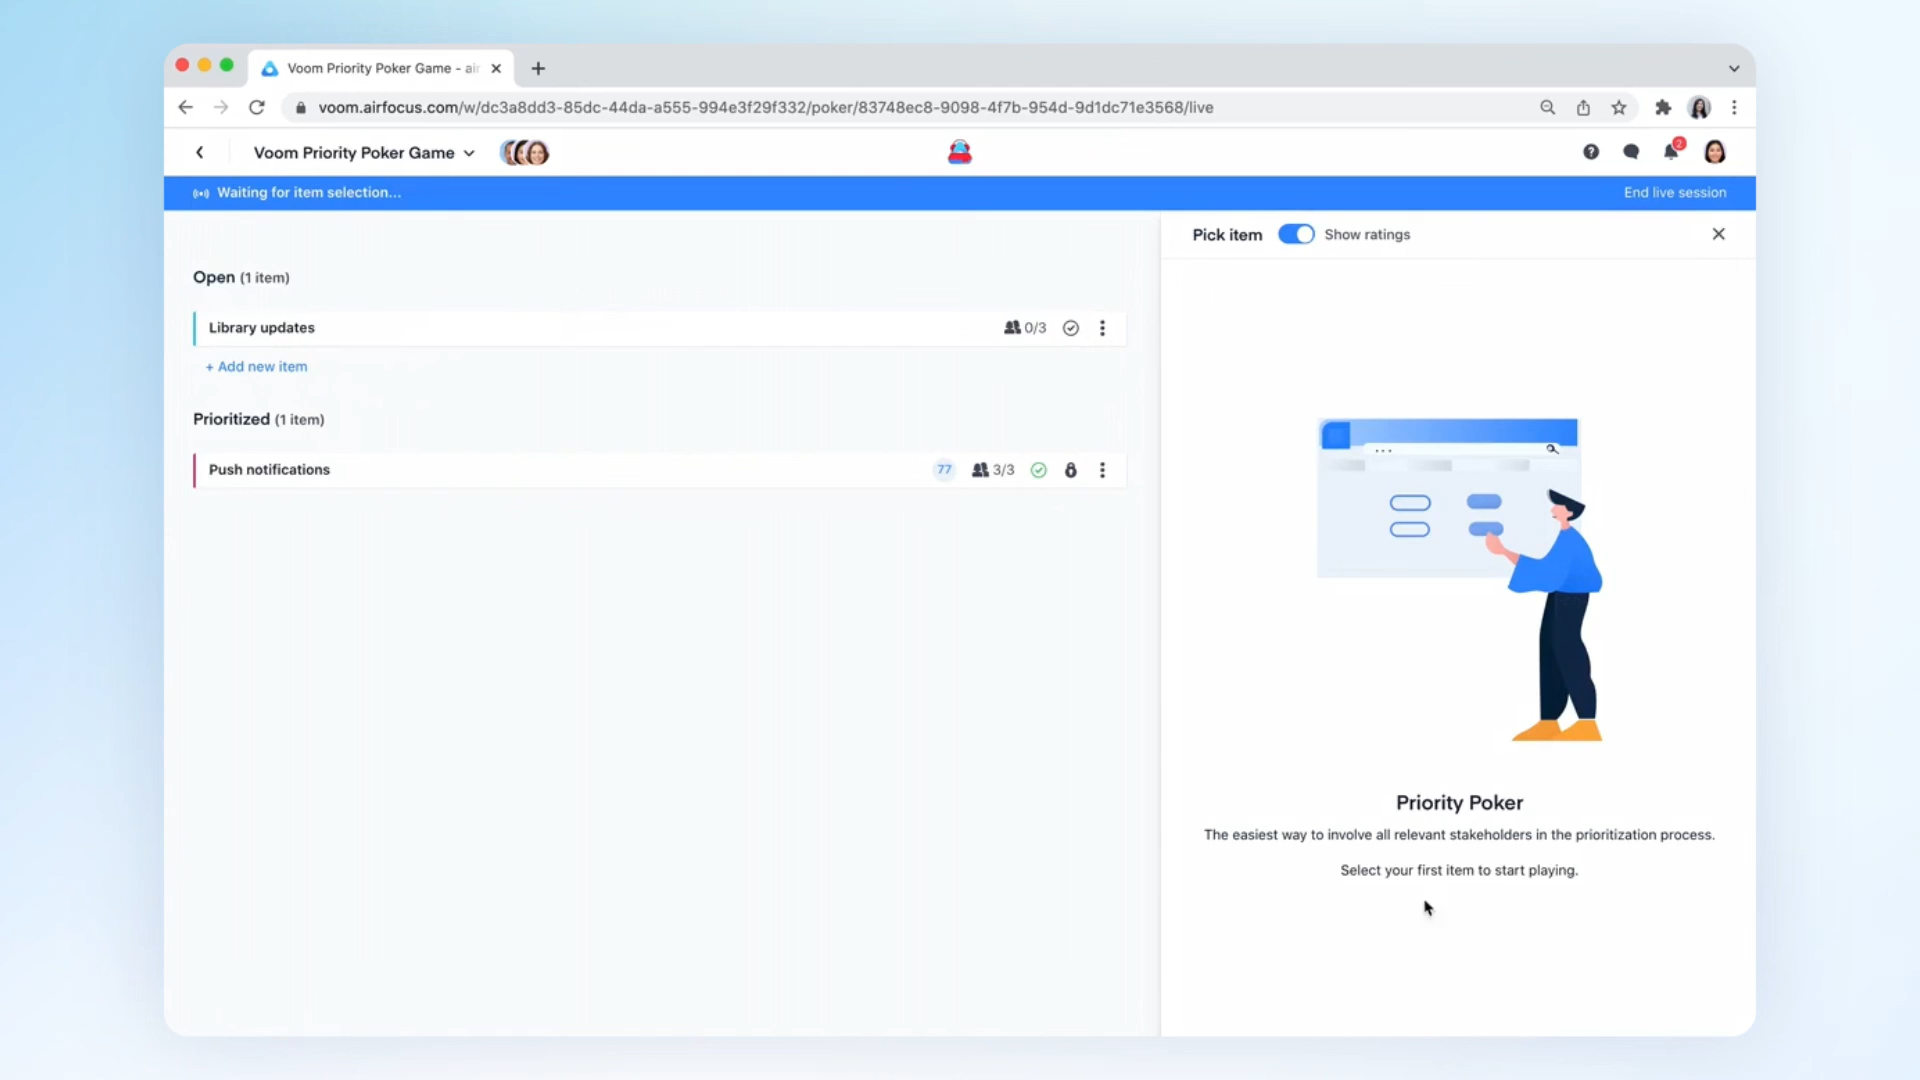 Voom Priority Poker Game - air
voom.airfocus.com/w/dc3a8dd3-85dc-44da-a555-994e3f29f332/poker/83748ec8-9098-4f7b-954d-9d1dc71e3568/live
Voom Priority Poker Game
2
Waiting for item selection...
End live session
Pick item
Show ratings
Open (1 item)
Library updates
0/3
+ Add new item
Prioritized (1 item)
Push notifications
77
3/3
Priority Poker
The easiest way to involve all relevant stakeholders in the prioritization process.
Select your first item to start playing.